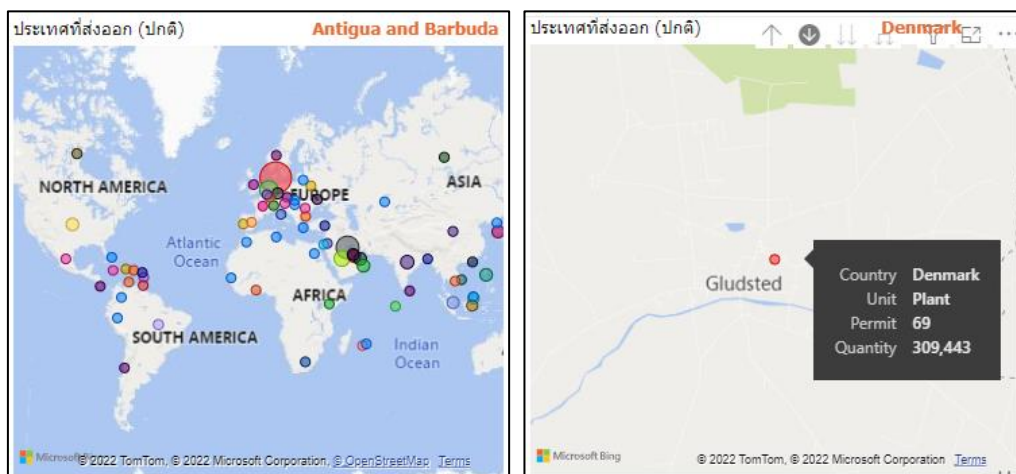 ประเทศที่ส่งออก (ปกติ) Antigua and Barbuda
NORTH AMERICA
EUROPE
ASIA
Atlantic
Ocean
AFRICA
SOUTH AMERICA
Indian
Ocean
© 2022 TomTom, © 2022 Microsoft Corporation, © OpenStreetMap Terms
ประเทศที่ส่งออก (ปกติ) Denmark
Gludsted
Country Denmark
Unit Plant
Permit 69
Quantity 309,443
Microsoft Bing © 2022 TomTom, © 2022 Microsoft Corporation Terms